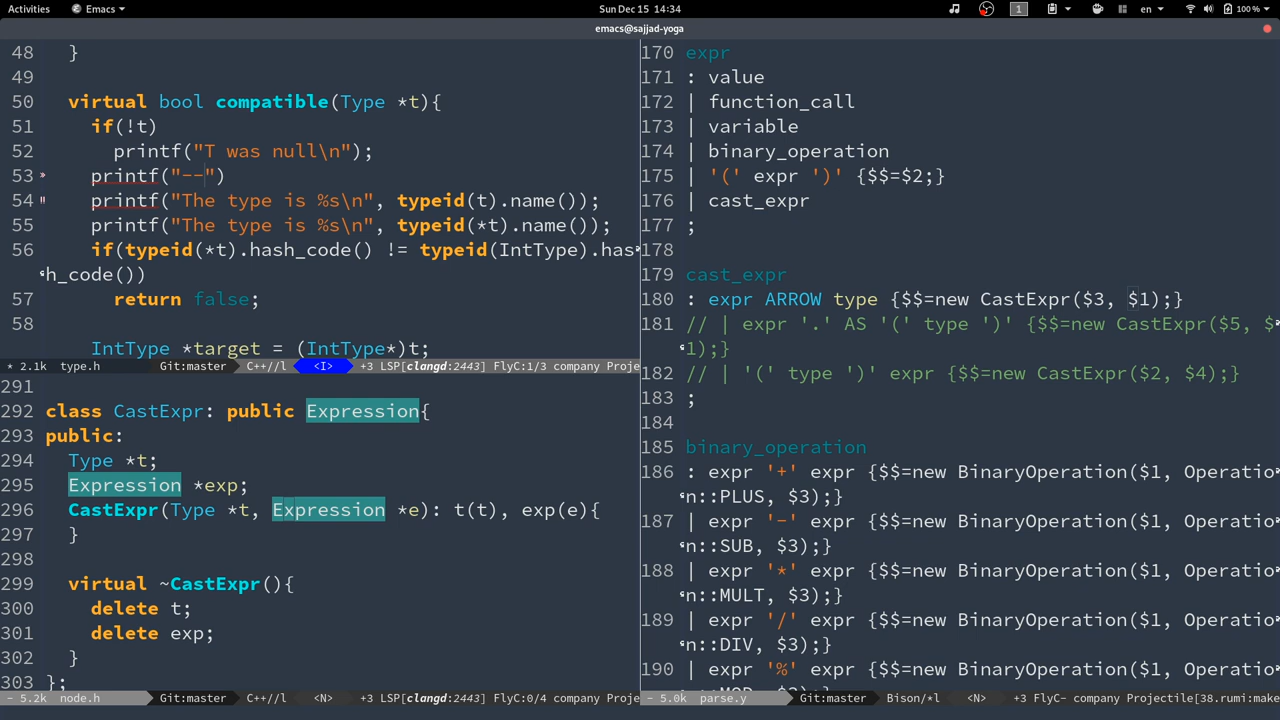 Activities Emacs Sun Dec 15 14:34 1 en 100 %
emacs@sajjad-yoga
48 }
49
50 virtual bool compatible(Type *t){
51 if(!t)
52 printf("T was null\n");
53 printf("--")
54 printf("The type is %s\n", typeid(t).name());
55 printf("The type is %s\n", typeid(*t).name());
56 if(typeid(*t).hash_code() != typeid(IntType).has
h_code())
57 return false;
58
IntType *target = (IntType*)t;
* 2.1k type.h Git:master C++//l <I> +3 LSP[clangd:2443] FlyC:1/3 company Proje
291
292 class CastExpr: public Expression{
293 public:
294 Type *t;
295 Expression *exp;
296 CastExpr(Type *t, Expression *e): t(t), exp(e){
297 }
298
299 virtual ~CastExpr(){
300 delete t;
301 delete exp;
302 }
303 };
- 5.2k node.h Git:master C++//l <N> +3 LSP[clangd:2443] FlyC:0/4 company Proje
170 expr
171 : value
172 | function_call
173 | variable
174 | binary_operation
175 | '(' expr ')' {$$=$2;}
176 | cast_expr
177 ;
178
179 cast_expr
180 : expr ARROW type {$$=new CastExpr($3, $1);}
181 // | expr '.' AS '(' type ')' {$$=new CastExpr($5, $
1);}
182 // | '(' type ')' expr {$$=new CastExpr($2, $4);}
183 ;
184
185 binary_operation
186 : expr '+' expr {$$=new BinaryOperation($1, Operatio
n::PLUS, $3);}
187 | expr '-' expr {$$=new BinaryOperation($1, Operatio
n::SUB, $3);}
188 | expr '*' expr {$$=new BinaryOperation($1, Operatio
n::MULT, $3);}
189 | expr '/' expr {$$=new BinaryOperation($1, Operatio
n::DIV, $3);}
190 | expr '%' expr {$$=new BinaryOperation($1, Operatio
- 5.0k parse.y Git:master Bison/*l <N> +3 FlyC- company Projectile[38.rumi:make